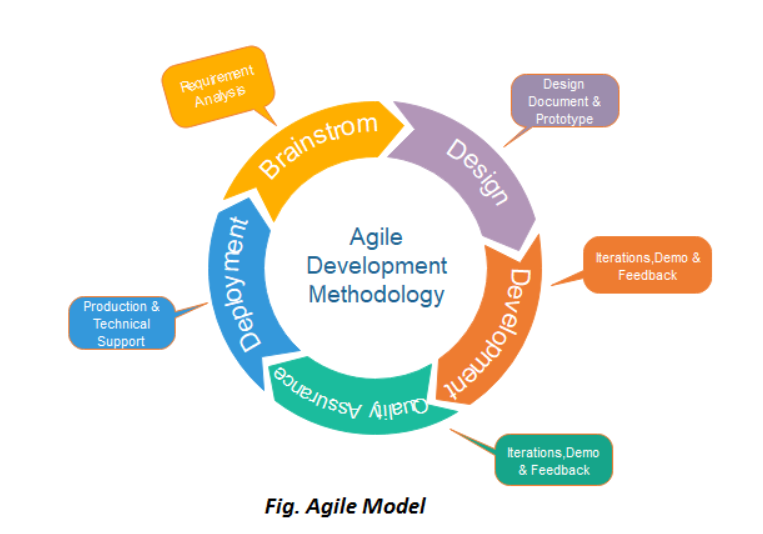 Requirement
Analysis
Brainstrom
Design
Document &
Prototype
Design
Iterations,Demo &
Feedback
Development
Iterations,Demo
& Feedback
Quality Assurance
Production &
Technical
Support
Deployment
Agile
Development
Methodology
Fig. Agile Model